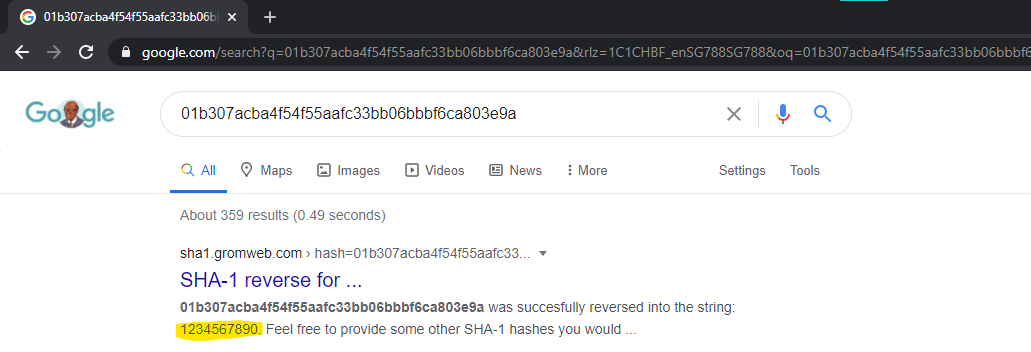 01b307acba4f54f55aafc33bb06bb
google.com/search?q=01b307acba4f54f55aafc33bb06bbbf6ca803e9a&rlz=1C1CHBF_enSG788SG788&oq=01b307acba4f54f55aafc33bb06bbbf6
Google 01b307acba4f54f55aafc33bb06bbbf6ca803e9a
All Maps Images Videos News More Settings Tools
About 359 results (0.49 seconds)
sha1.gromweb.com › hash=01b307acba4f54f55aafc33...
SHA-1 reverse for ...
01b307acba4f54f55aafc33bb06bbbf6ca803e9a was succesfully reversed into the string:
1234567890. Feel free to provide some other SHA-1 hashes you would ...